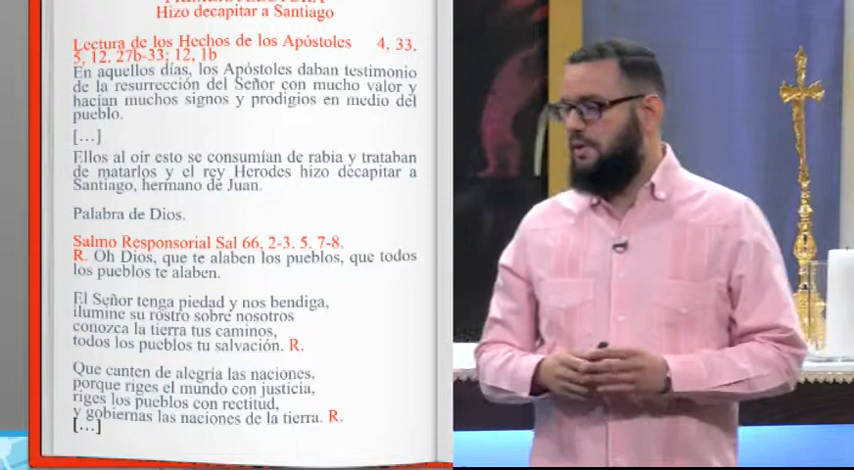 Hizo decapitar a Santiago
Lectura de los Hechos de los Apóstoles 4, 33.
5, 12. 27b-33; 12, 1b
En aquellos días, los Apóstoles daban testimonio
de la resurrección del Señor con mucho valor y
hacían muchos signos y prodigios en medio del
pueblo.
[...]
Ellos al oír esto se consumían de rabia y trataban
de matarlos y el rey Herodes hizo decapitar a
Santiago, hermano de Juan.
Palabra de Dios.
Salmo Responsorial Sal 66, 2-3. 5. 7-8.
R. Oh Dios, que te alaben los pueblos, que todos
los pueblos te alaben.
El Señor tenga piedad y nos bendiga,
ilumine su rostro sobre nosotros
conozca la tierra tus caminos,
todos los pueblos tu salvación. R.
Que canten de alegría las naciones,
porque riges el mundo con justicia,
riges los pueblos con rectitud,
y gobiernas las naciones de la tierra. R.
[...]